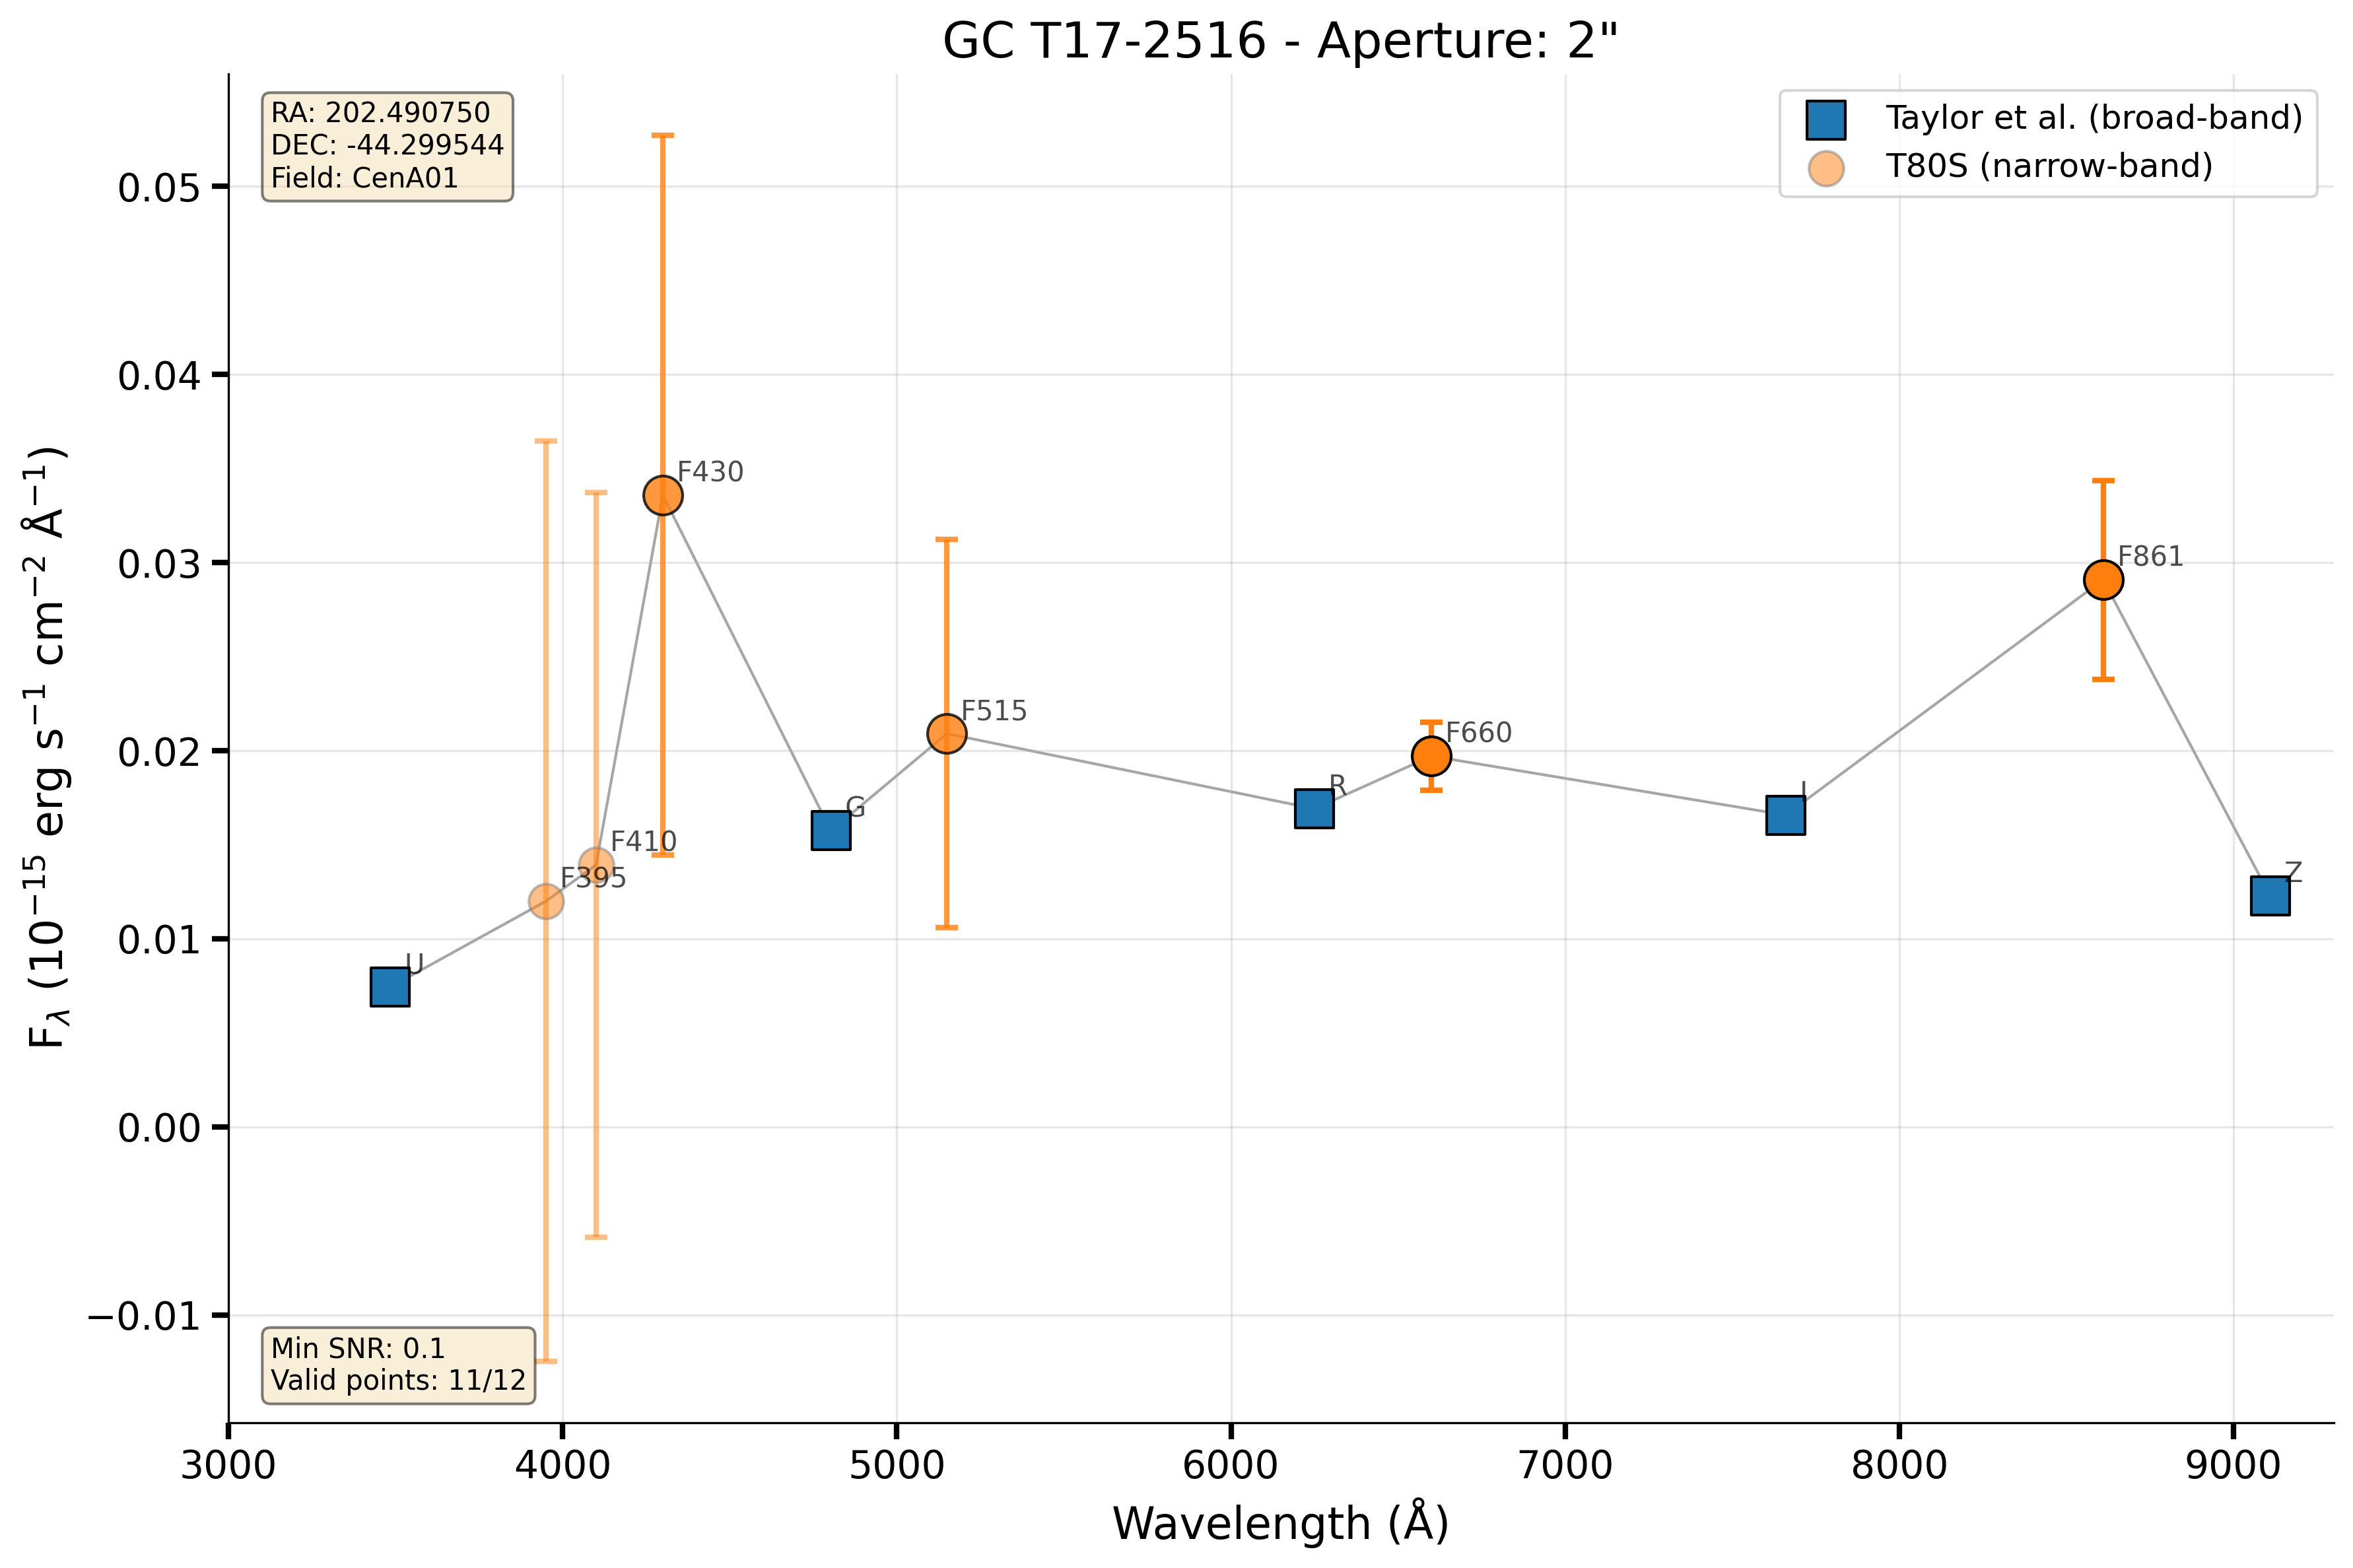 GC T17-2516 - Aperture: 2"
RA: 202.490750
DEC: -44.299544
Field: CenA01
Taylor et al. (broad-band)
T80S (narrow-band)
0.05
0.04
0.03
0.02
0.01
0.00
−0.01
F_λ (10⁻¹⁵ erg s⁻¹ cm⁻² Å⁻¹)
U
F395
F410
F430
G
F515
R
F660
I
F861
Z
Min SNR: 0.1
Valid points: 11/12
3000 4000 5000 6000 7000 8000 9000
Wavelength (Å)